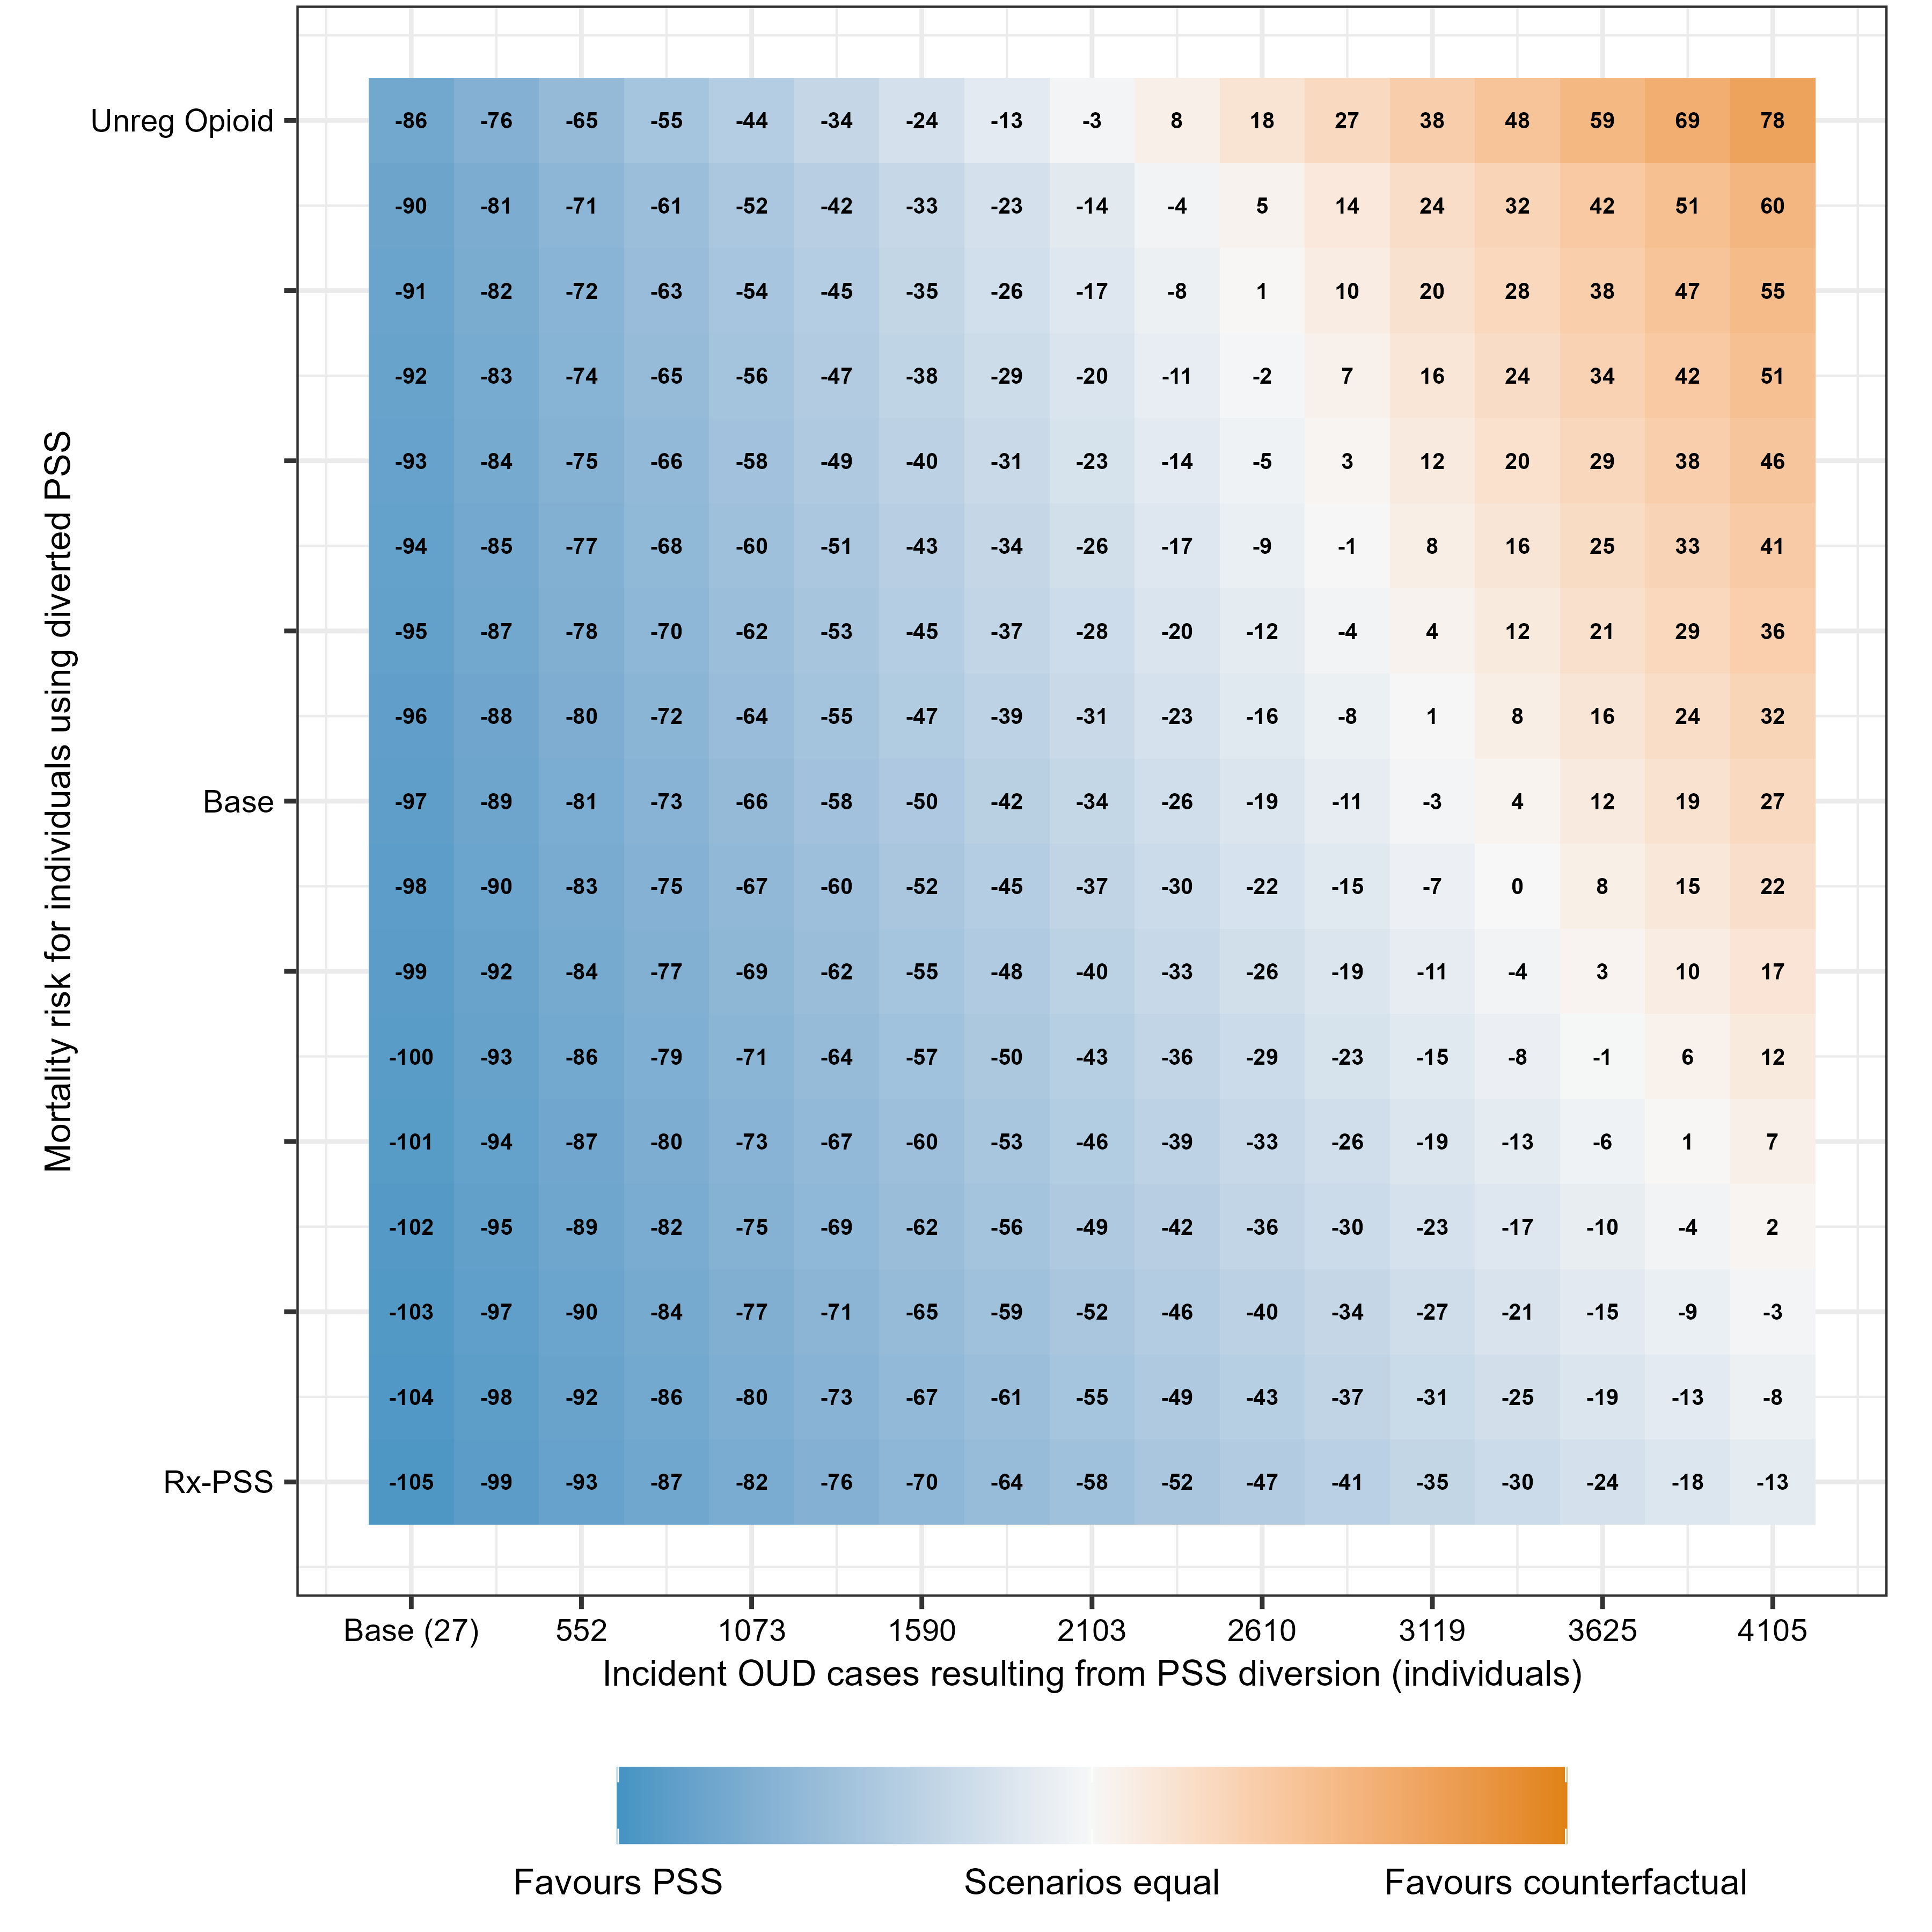 Mortality risk for individuals using diverted PSS
Unreg Opioid -86 -76 -65 -55 -44 -34 -24 -13 -3 8 18 27 38 48 59 69 78
-90 -81 -71 -61 -52 -42 -33 -23 -14 -4 5 14 24 32 42 51 60
-91 -82 -72 -63 -54 -45 -35 -26 -17 -8 1 10 20 28 38 47 55
-92 -83 -74 -65 -56 -47 -38 -29 -20 -11 -2 7 16 24 34 42 51
-93 -84 -75 -66 -58 -49 -40 -31 -23 -14 -5 3 12 20 29 38 46
-94 -85 -77 -68 -60 -51 -43 -34 -26 -17 -9 -1 8 16 25 33 41
-95 -87 -78 -70 -62 -53 -45 -37 -28 -20 -12 -4 4 12 21 29 36
-96 -88 -80 -72 -64 -55 -47 -39 -31 -23 -16 -8 1 8 16 24 32
Base -97 -89 -81 -73 -66 -58 -50 -42 -34 -26 -19 -11 -3 4 12 19 27
-98 -90 -83 -75 -67 -60 -52 -45 -37 -30 -22 -15 -7 0 8 15 22
-99 -92 -84 -77 -69 -62 -55 -48 -40 -33 -26 -19 -11 -4 3 10 17
-100 -93 -86 -79 -71 -64 -57 -50 -43 -36 -29 -23 -15 -8 -1 6 12
-101 -94 -87 -80 -73 -67 -60 -53 -46 -39 -33 -26 -19 -13 -6 1 7
-102 -95 -89 -82 -75 -69 -62 -56 -49 -42 -36 -30 -23 -17 -10 -4 2
-103 -97 -90 -84 -77 -71 -65 -59 -52 -46 -40 -34 -27 -21 -15 -9 -3
-104 -98 -92 -86 -80 -73 -67 -61 -55 -49 -43 -37 -31 -25 -19 -13 -8
Rx-PSS -105 -99 -93 -87 -82 -76 -70 -64 -58 -52 -47 -41 -35 -30 -24 -18 -13
Base (27) 552 1073 1590 2103 2610 3119 3625 4105
Incident OUD cases resulting from PSS diversion (individuals)
Favours PSS Scenarios equal Favours counterfactual